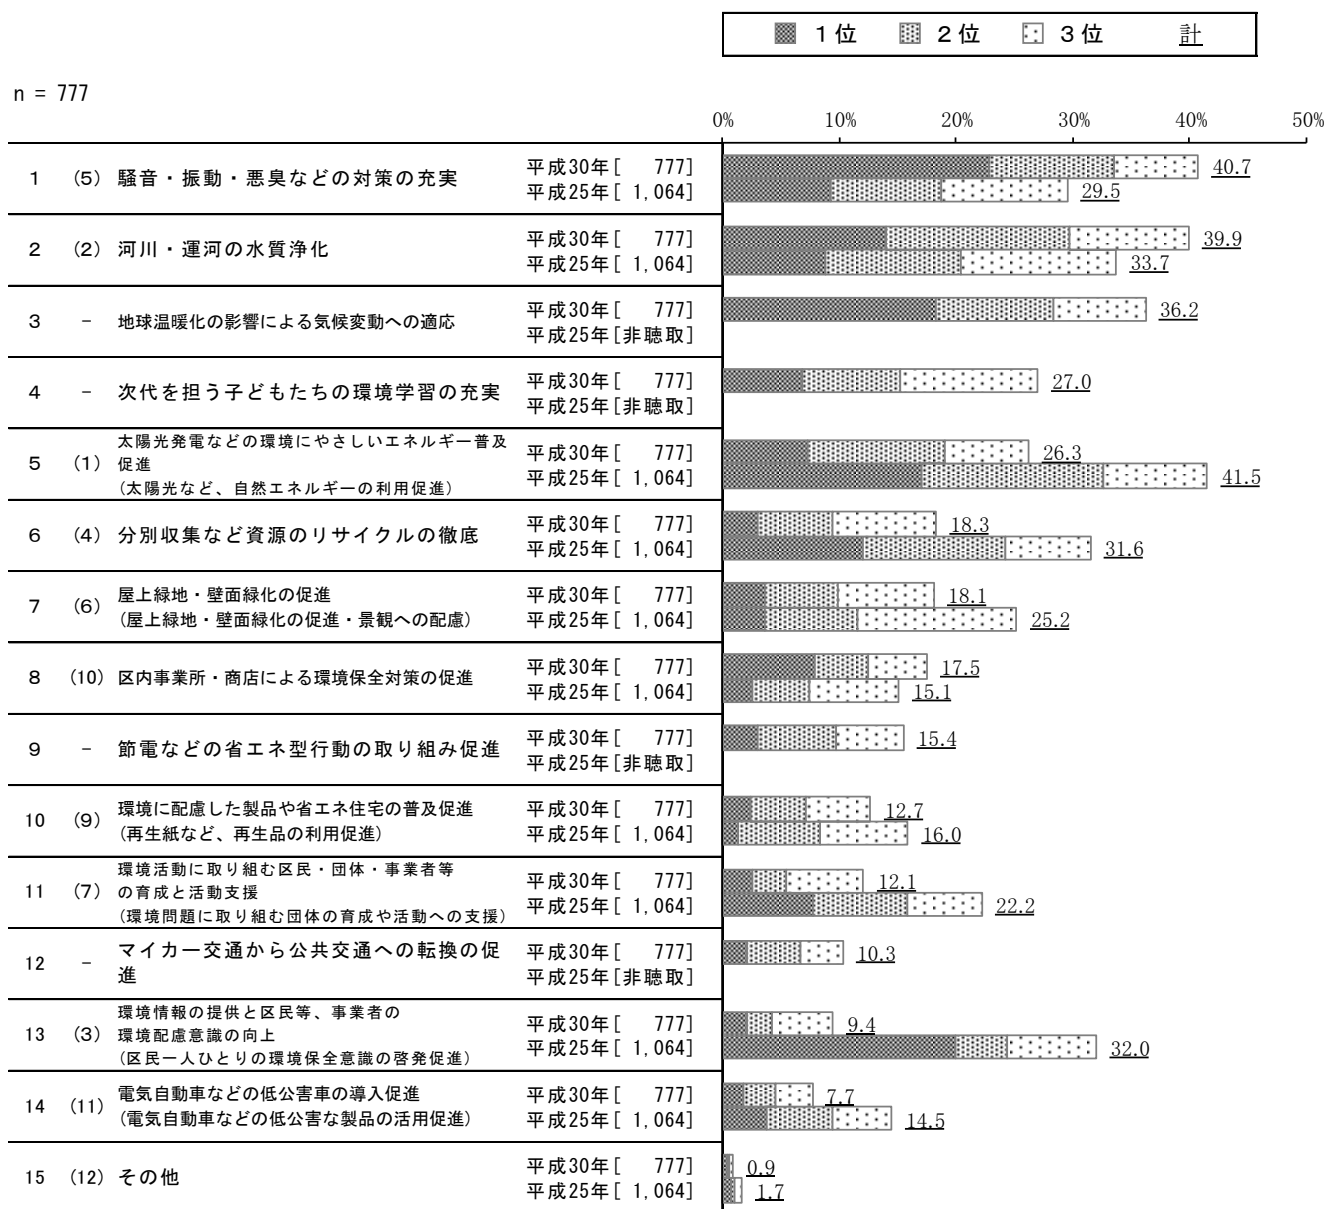 1位 2位 3位 計
n = 777
0% 10% 20% 30% 40% 50%
1 (5) 騒音・振動・悪臭などの対策の充実
平成30年[ 777] 40.7
平成25年[ 1,064] 29.5
2 (2) 河川・運河の水質浄化
平成30年[ 777] 39.9
平成25年[ 1,064] 33.7
3 － 地球温暖化の影響による気候変動への適応
平成30年[ 777] 36.2
平成25年[非聴取]
4 － 次代を担う子どもたちの環境学習の充実
平成30年[ 777] 27.0
平成25年[非聴取]
5 (1) 太陽光発電などの環境にやさしいエネルギー普及
促進
(太陽光など、自然エネルギーの利用促進)
平成30年[ 777] 26.3
平成25年[ 1,064] 41.5
6 (4) 分別収集など資源のリサイクルの徹底
平成30年[ 777] 18.3
平成25年[ 1,064] 31.6
7 (6) 屋上緑地・壁面緑化の促進
(屋上緑地・壁面緑化の促進・景観への配慮)
平成30年[ 777] 18.1
平成25年[ 1,064] 25.2
8 (10) 区内事業所・商店による環境保全対策の促進
平成30年[ 777] 17.5
平成25年[ 1,064] 15.1
9 － 節電などの省エネ型行動の取り組み促進
平成30年[ 777] 15.4
平成25年[非聴取]
10 (9) 環境に配慮した製品や省エネ住宅の普及促進
(再生紙など、再生品の利用促進)
平成30年[ 777] 12.7
平成25年[ 1,064] 16.0
11 (7) 環境活動に取り組む区民・団体・事業者等
の育成と活動支援
(環境問題に取り組む団体の育成や活動への支援)
平成30年[ 777] 12.1
平成25年[ 1,064] 22.2
12 － マイカー交通から公共交通への転換の促
進
平成30年[ 777] 10.3
平成25年[非聴取]
13 (3) 環境情報の提供と区民等、事業者の
環境配慮意識の向上
(区民一人ひとりの環境保全意識の啓発促進)
平成30年[ 777] 9.4
平成25年[ 1,064] 32.0
14 (11) 電気自動車などの低公害車の導入促進
(電気自動車などの低公害な製品の活用促進)
平成30年[ 777] 7.7
平成25年[ 1,064] 14.5
15 (12) その他
平成30年[ 777] 0.9
平成25年[ 1,064] 1.7